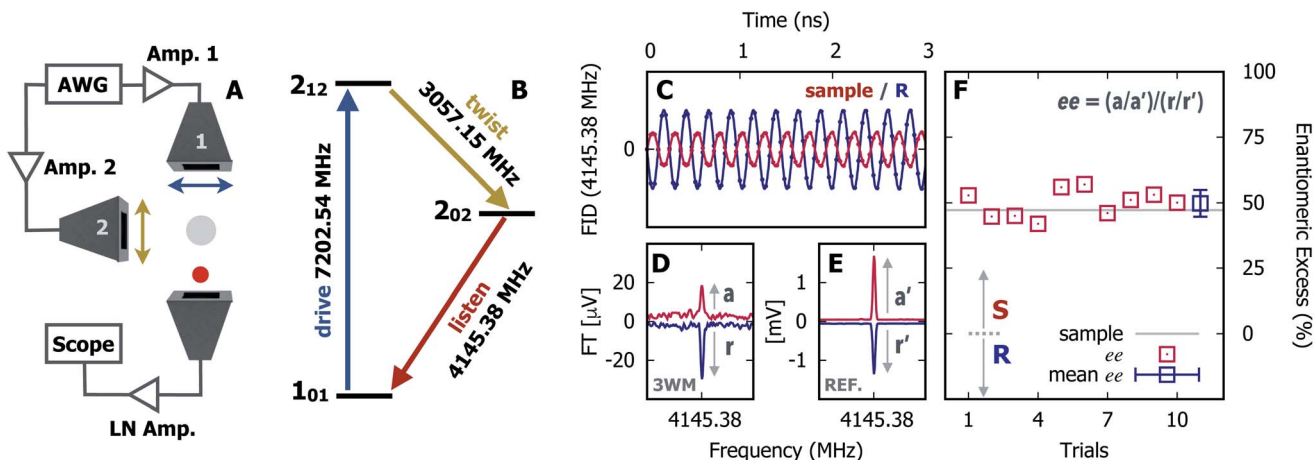 A
AWG
Amp. 1
Amp. 2
1
2
Scope
LN Amp.
B
2₁₂
2₀₂
1₀₁
drive 7202.54 MHz
twist
3057.15 MHz
listen
4145.38 MHz
Time (ns)
0 1 2 3
C
sample / R
FID (4145.38 MHz)
0
D
FT [μV]
20
0
-20
a
r
3WM
4145.38
E
[mV]
1
0
-1
a′
r′
REF.
4145.38
Frequency (MHz)
F
ee = (a/a′)/(r/r′)
S
R
sample
ee
mean ee
1 4 7 10
Trials
100
75
50
25
0
Enantiomeric Excess (%)